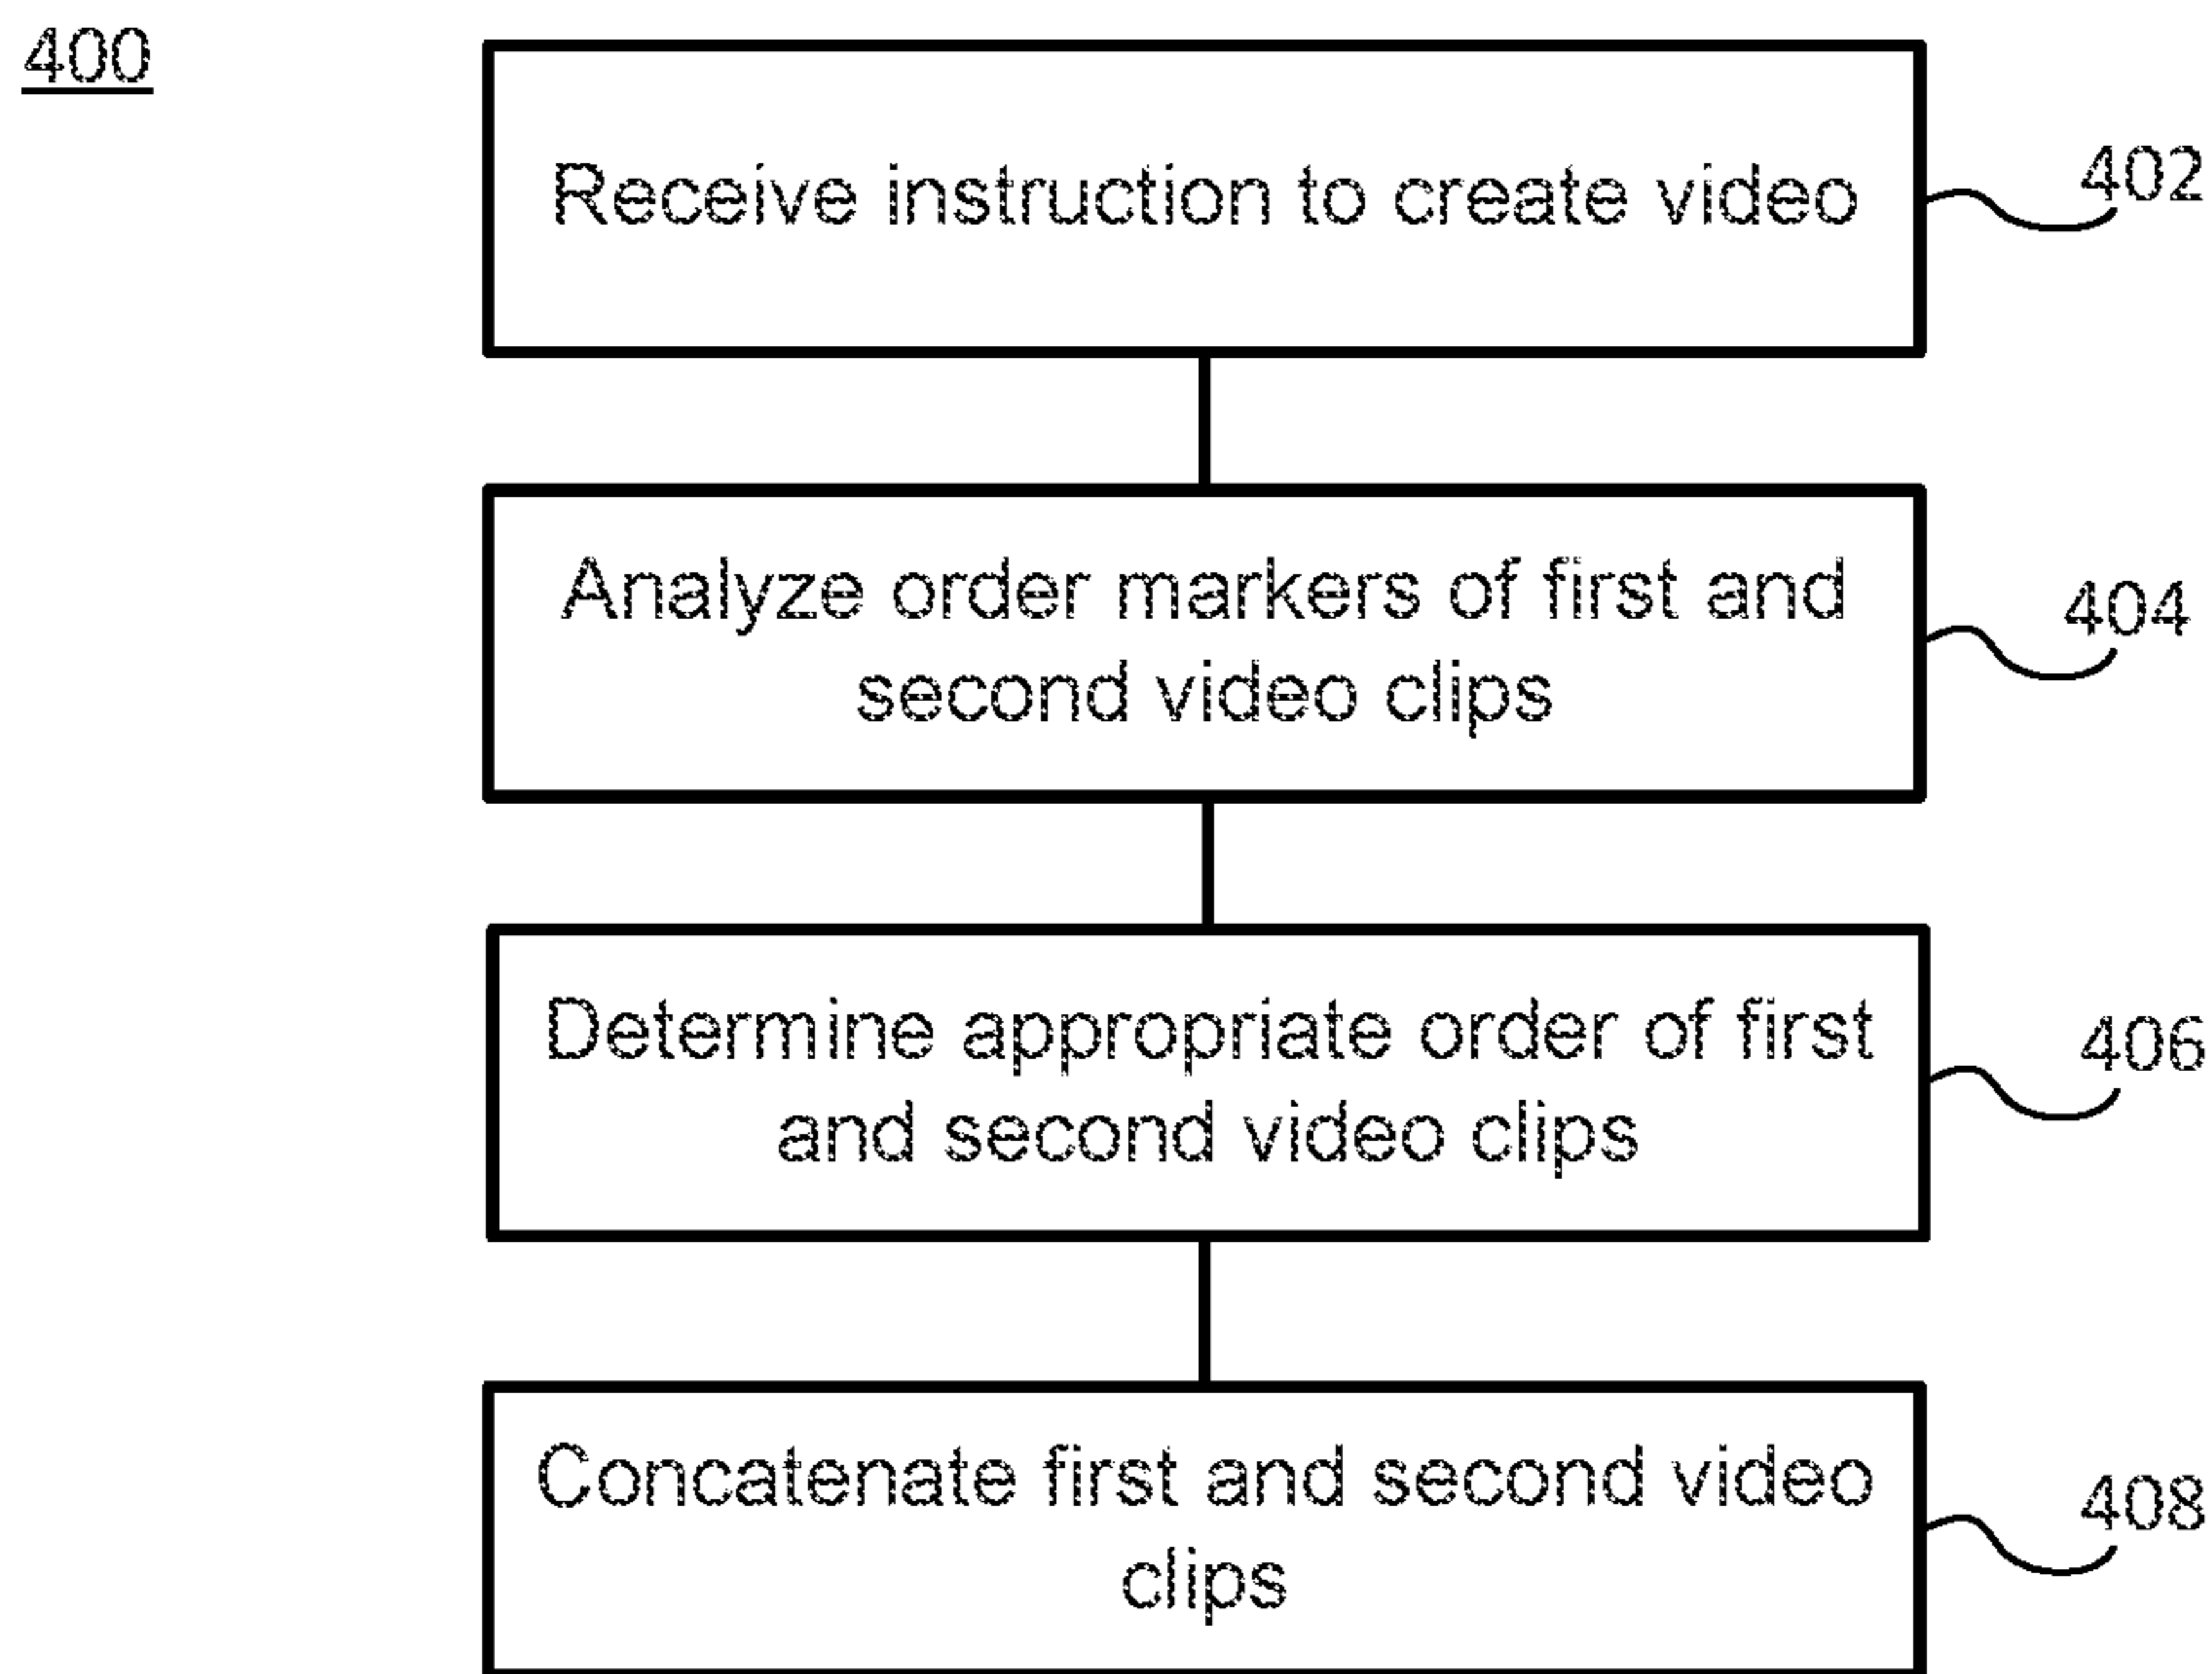 400
Receive instruction to create video
402
Analyze order markers of first and
second video clips
404
Determine appropriate order of first
and second video clips
406
Concatenate first and second video
clips
408